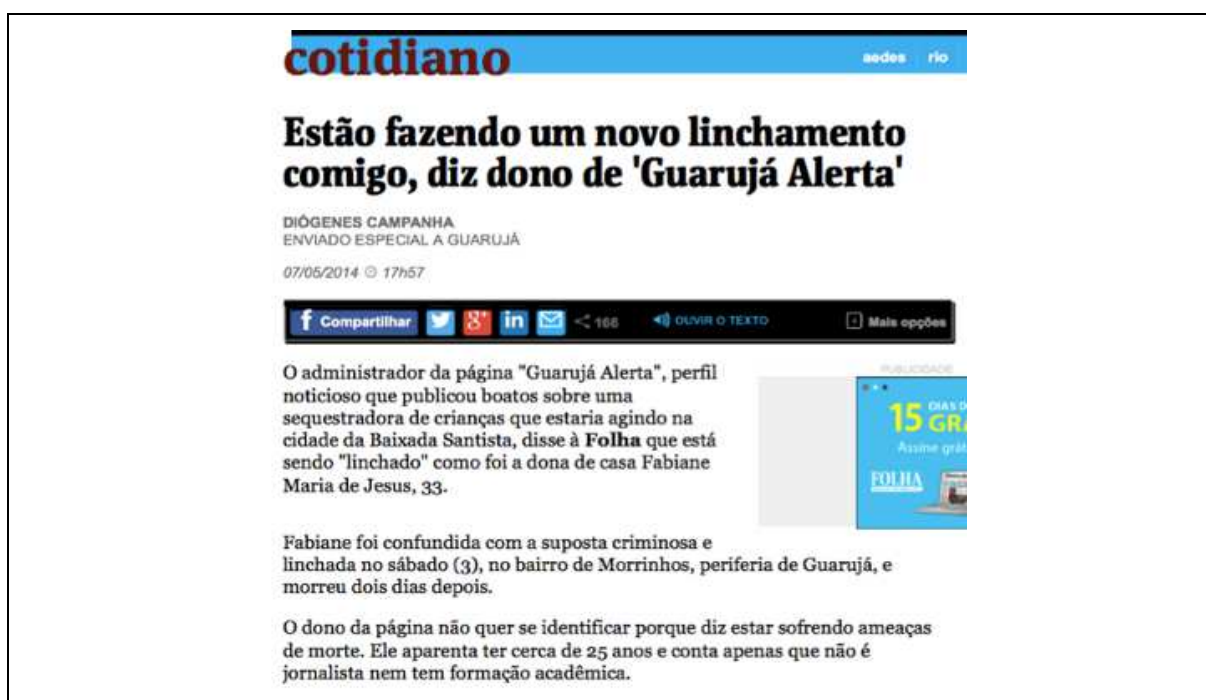 cotidiano
aedes rio
Estão fazendo um novo linchamento
comigo, diz dono de 'Guarujá Alerta'
DIÓGENES CAMPANHA
ENVIADO ESPECIAL A GUARUJÁ
07/05/2014 17h57
f Compartilhar g+ in 166 OUVIR O TEXTO + Mais opções
O administrador da página "Guarujá Alerta", perfil
noticioso que publicou boatos sobre uma
sequestradora de crianças que estaria agindo na
cidade da Baixada Santista, disse à Folha que está
sendo "linchado" como foi a dona de casa Fabiane
Maria de Jesus, 33.
PUBLICIDADE
15 DIAS D
GRA
Assine grát
FOLHA
Fabiane foi confundida com a suposta criminosa e
linchada no sábado (3), no bairro de Morrinhos, periferia de Guarujá, e
morreu dois dias depois.
O dono da página não quer se identificar porque diz estar sofrendo ameaças
de morte. Ele aparenta ter cerca de 25 anos e conta apenas que não é
jornalista nem tem formação acadêmica.